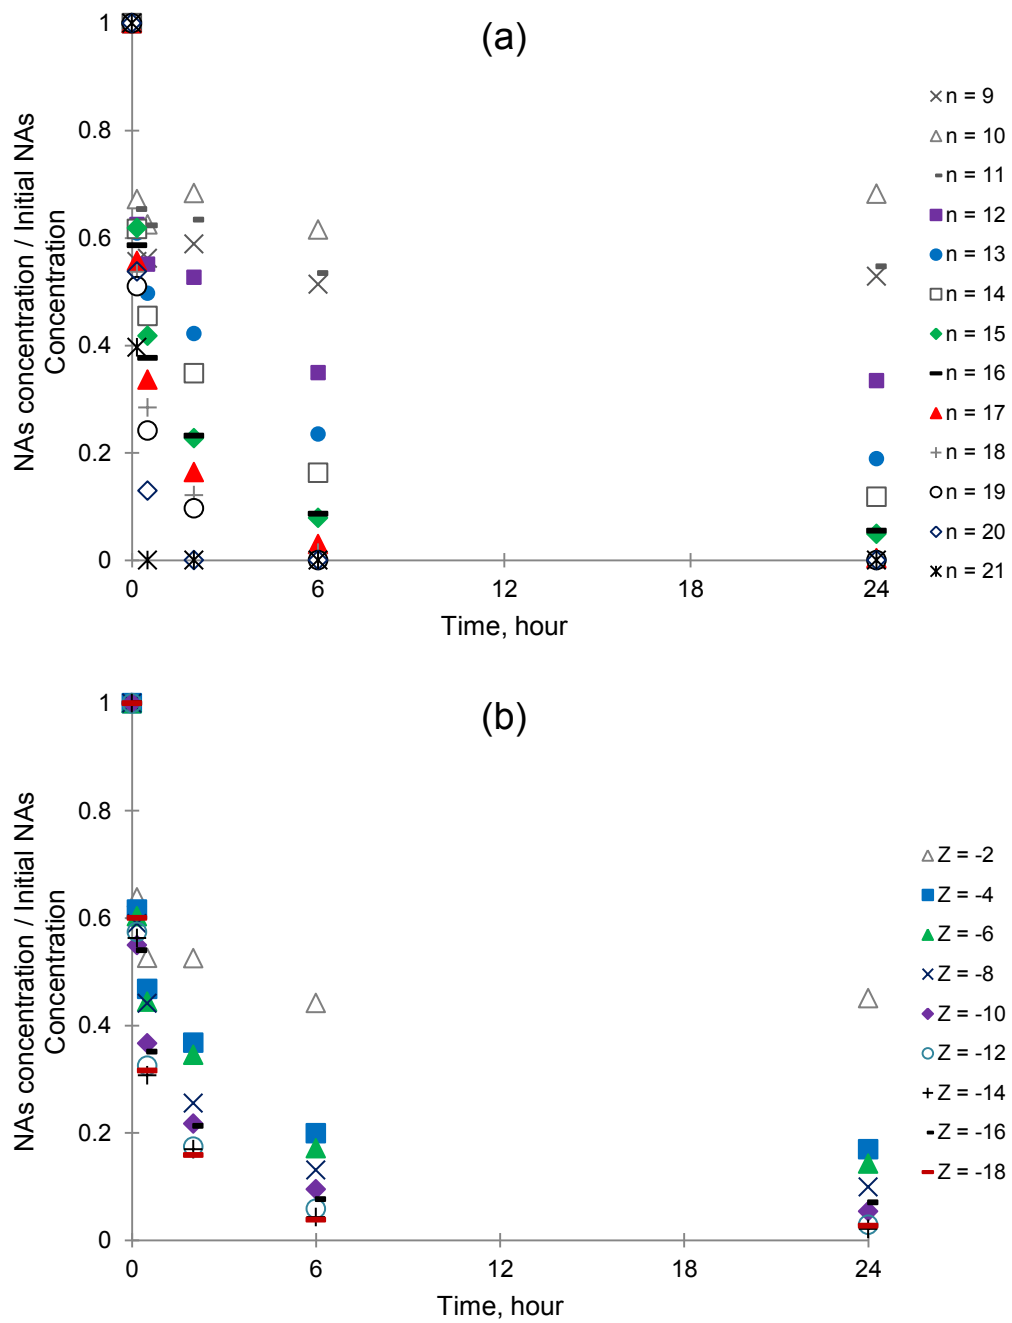 (a)
1
0.8
0.6
0.4
0.2
0
NAs concentration / Initial NAs
Concentration
0 6 12 18 24
Time, hour
n = 9
n = 10
n = 11
n = 12
n = 13
n = 14
n = 15
n = 16
n = 17
n = 18
n = 19
n = 20
n = 21
(b)
1
0.8
0.6
0.4
0.2
0
NAs concentration / Initial NAs
Concentration
0 6 12 18 24
Time, hour
Z = -2
Z = -4
Z = -6
Z = -8
Z = -10
Z = -12
Z = -14
Z = -16
Z = -18